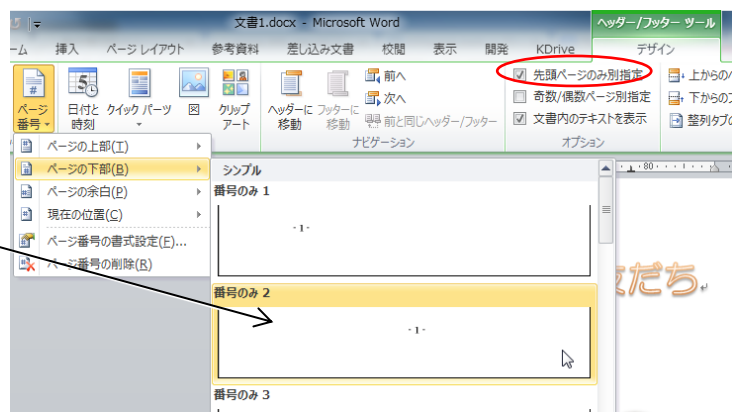 文書1.docx - Microsoft Word
ヘッダー/フッター ツール
ーム 挿入 ページ レイアウト 参考資料 差し込み文書 校閲 表示 開発 KDrive デザイン
ページ番号 日付と時刻 クイック パーツ 図 クリップアート ヘッダーに移動 フッターに移動
前へ
次へ
前と同じヘッダー/フッター
ナビゲーション
先頭ページのみ別指定
奇数/偶数ページ別指定
文書内のテキストを表示
オプション
上からの
下からの
整列タブの
ページの上部(T)
ページの下部(B)
ページの余白(P)
現在の位置(C)
ページ番号の書式設定(F)...
ページ番号の削除(R)
シンプル
番号のみ 1
- 1 -
番号のみ 2
- 1 -
番号のみ 3
80
友だち